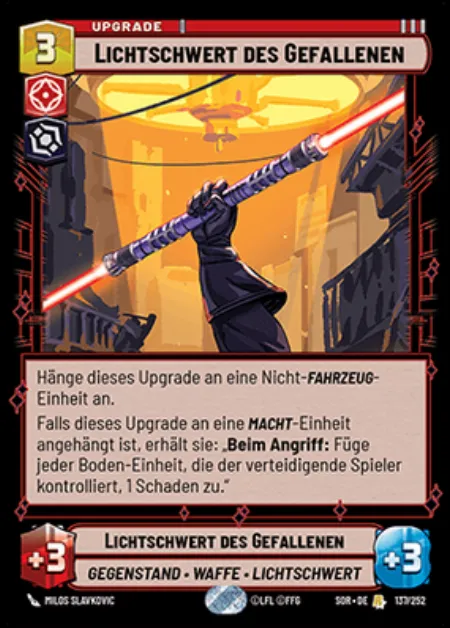 UPGRADE
3
LICHTSCHWERT DES GEFALLENEN
Hänge dieses Upgrade an eine Nicht-FAHRZEUG-
Einheit an.
Falls dieses Upgrade an eine MACHT-Einheit
angehängt ist, erhält sie: „Beim Angriff: Füge
jeder Boden-Einheit, die der verteidigende Spieler
kontrolliert, 1 Schaden zu.“
+3
LICHTSCHWERT DES GEFALLENEN
+3
GEGENSTAND • WAFFE • LICHTSCHWERT
MILOS SLAVKOVIC
©LFL ©FFG
SOR • DE
R
137/252